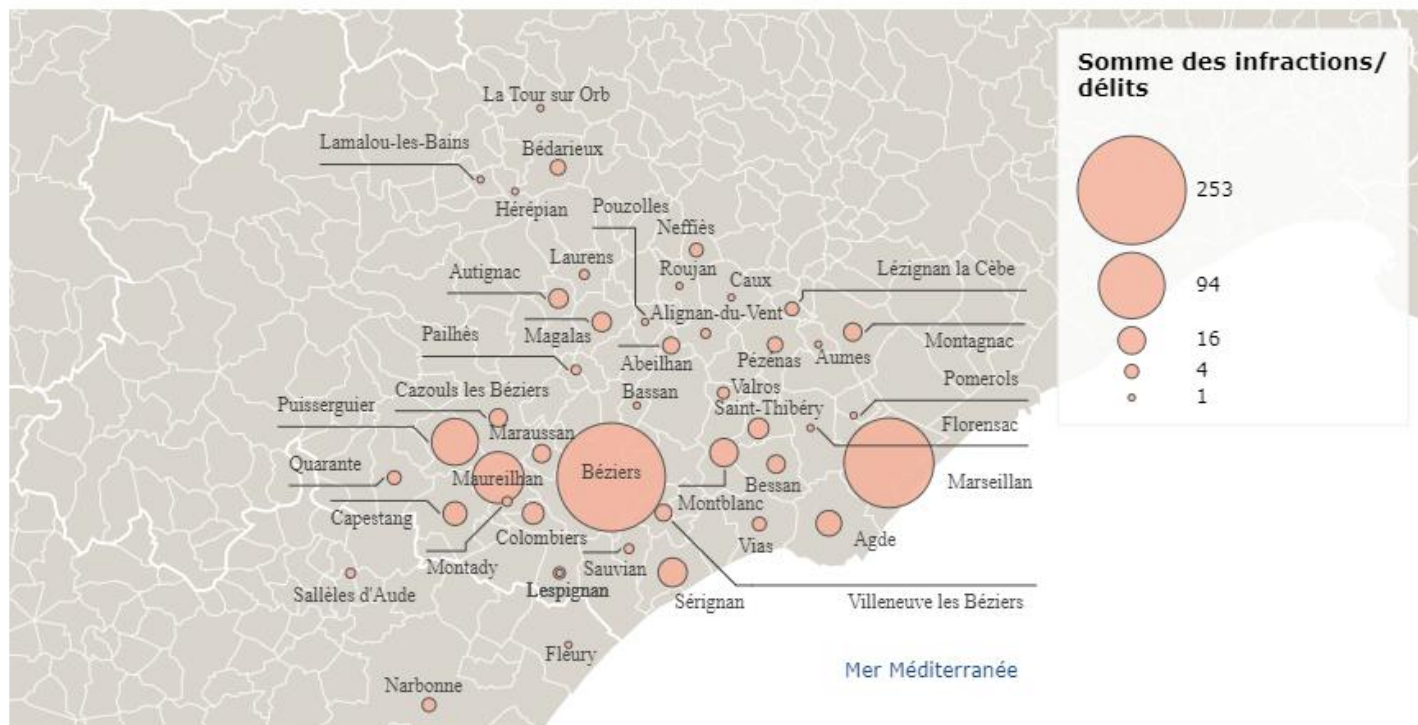 Somme des infractions/
délits
253
94
16
4
1
La Tour sur Orb
Lamalou-les-Bains
Bédarieux
Hérépian
Pouzolles
Neffiès
Laurens
Roujan
Caux
Lézignan la Cèbe
Autignac
Alignan-du-Vent
Magalas
Montagnac
Pailhès
Abeilhan
Pézenas
Aumes
Pomerols
Cazouls les Béziers
Bassan
Valros
Puisserguier
Saint-Thibéry
Florensac
Maraussan
Quarante
Maureilhan
Béziers
Bessan
Marseillan
Montblanc
Capestang
Colombiers
Vias
Agde
Montady
Sauvian
Lespignan
Sallèles d'Aude
Sérignan
Villeneuve les Béziers
Fleury
Mer Méditerranée
Narbonne